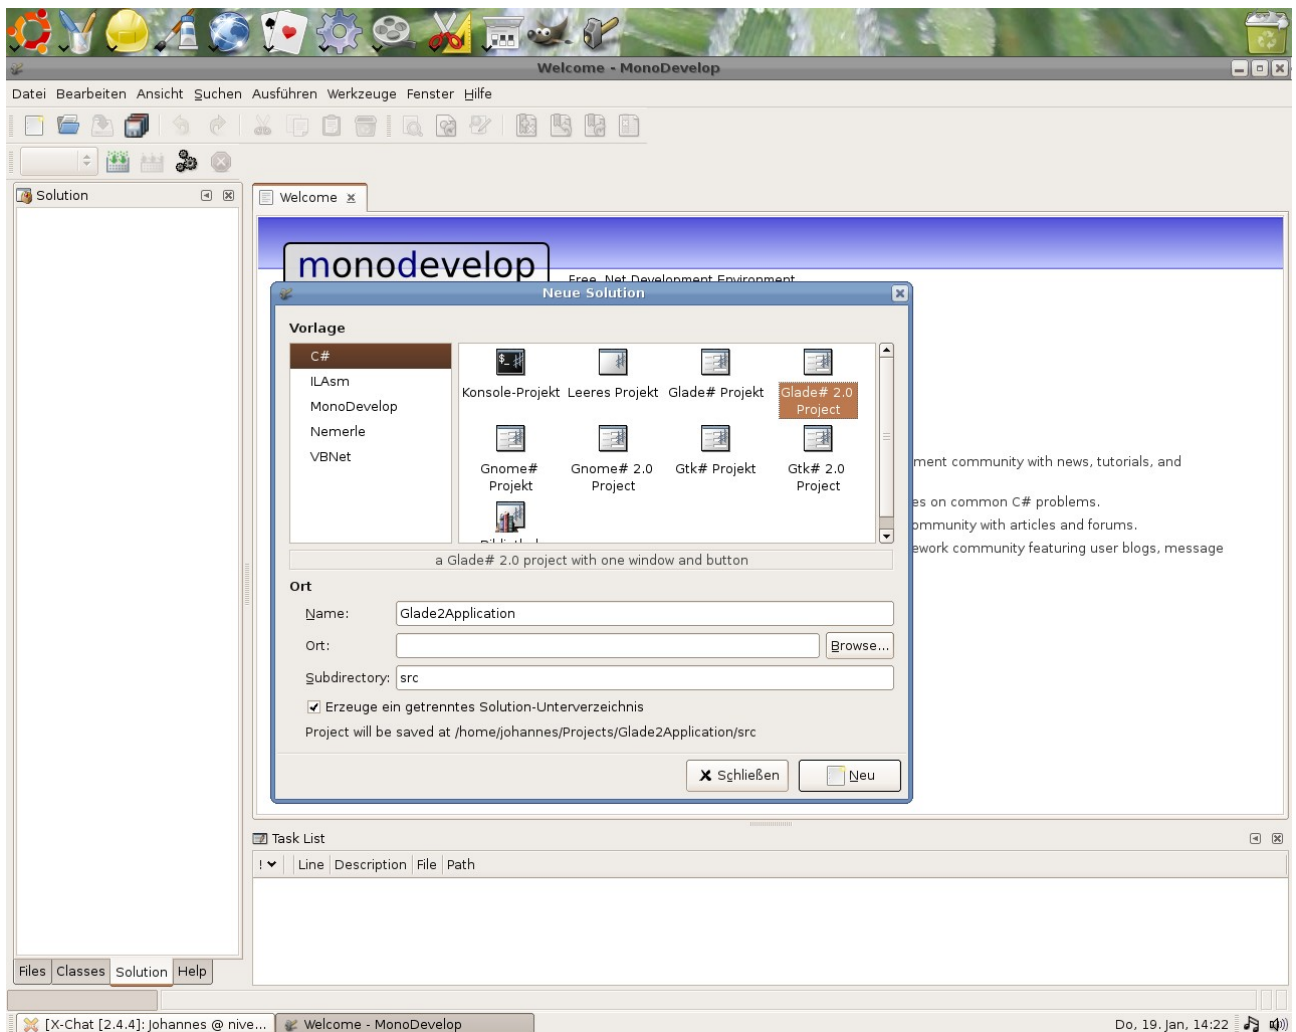 Welcome - MonoDevelop
Datei Bearbeiten Ansicht Suchen Ausführen Werkzeuge Fenster Hilfe
Solution
Welcome
monodevelop
Free .Net Development Environment
Neue Solution
Vorlage
C#
ILAsm
MonoDevelop
Nemerle
VBNet
Konsole-Projekt Leeres Projekt Glade# Projekt Glade# 2.0 Project
Gnome# Projekt Gnome# 2.0 Project Gtk# Projekt Gtk# 2.0 Project
a Glade# 2.0 project with one window and button
ment community with news, tutorials, and
es on common C# problems.
ommunity with articles and forums.
ework community featuring user blogs, message
Ort
Name: Glade2Application
Ort: Browse...
Subdirectory: src
Erzeuge ein getrenntes Solution-Unterverzeichnis
Project will be saved at /home/johannes/Projects/Glade2Application/src
Schließen Neu
Task List
! Line Description File Path
Files Classes Solution Help
[X-Chat [2.4.4]: Johannes @ nive... Welcome - MonoDevelop Do, 19. Jan, 14:22